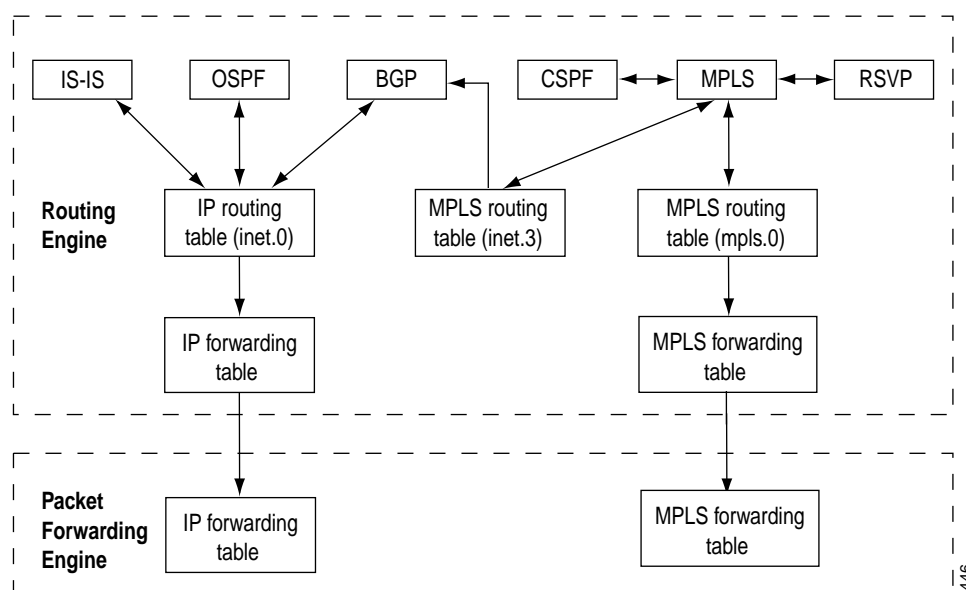 IS-IS
OSPF
BGP
CSPF
MPLS
RSVP
Routing
Engine
IP routing
table (inet.0)
MPLS routing
table (inet.3)
MPLS routing
table (mpls.0)
IP forwarding
table
MPLS forwarding
table
Packet
Forwarding
Engine
IP forwarding
table
MPLS forwarding
table